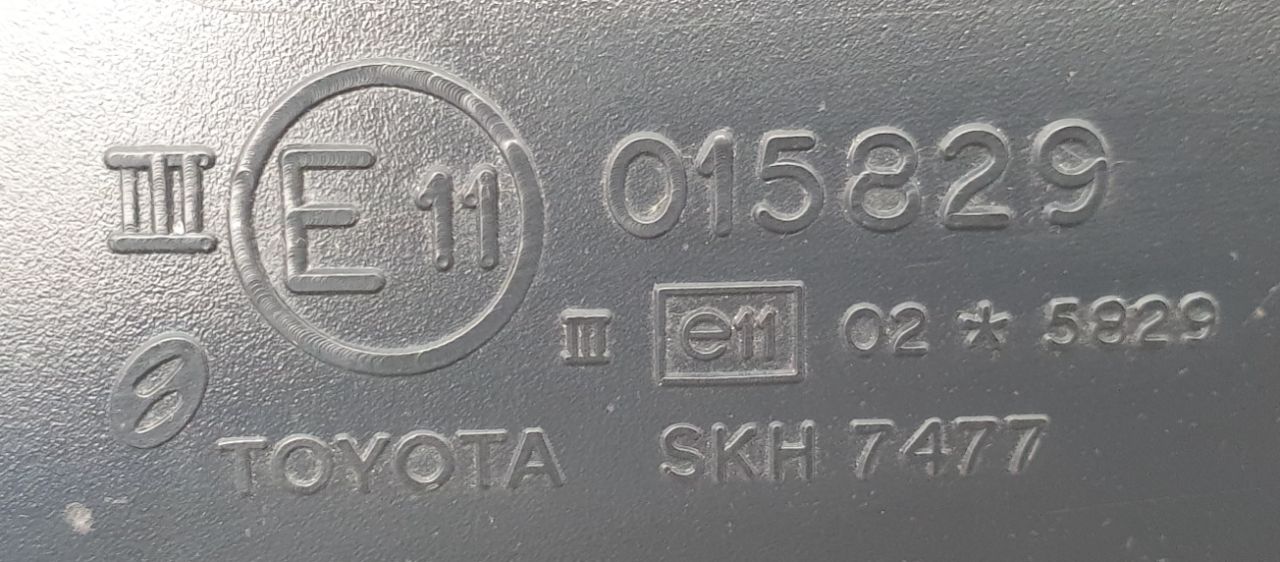 III E 11 015829
III e11 02 * 5829
TOYOTA SKH 7477